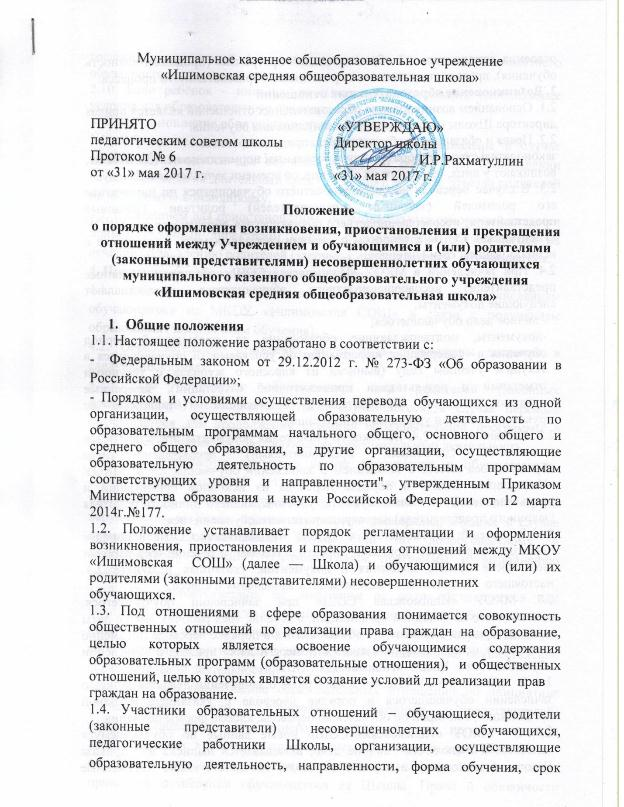 Муниципальное казенное общеобразовательное учреждение
«Ишимовская средняя общеобразовательная школа»
ПРИНЯТО
педагогическим советом школы
Протокол № 6
от «31» мая 2017 г.
«УТВЕРЖДАЮ»
Директор школы
И.Р.Рахматуллин
«31» мая 2017 г.
Положение
о порядке оформления возникновения, приостановления и прекращения
отношений между Учреждением и обучающимися и (или) родителями
(законными представителями) несовершеннолетних обучающихся
муниципального казенного общеобразовательного учреждения
«Ишимовская средняя общеобразовательная школа»
1. Общие положения
1.1. Настоящее положение разработано в соответствии с:
- Федеральным законом от 29.12.2012 г. № 273-ФЗ «Об образовании в
Российской Федерации»;
- Порядком и условиями осуществления перевода обучающихся из одной
организации, осуществляющей образовательную деятельность по
образовательным программам начального общего, основного общего и
среднего общего образования, в другие организации, осуществляющие
образовательную деятельность по образовательным программам
соответствующих уровня и направленности", утвержденным Приказом
Министерства образования и науки Российской Федерации от 12 марта
2014г.№177.
1.2. Положение устанавливает порядок регламентации и оформления
возникновения, приостановления и прекращения отношений между МКОУ
«Ишимовская СОШ» (далее — Школа) и обучающимися и (или) их
родителями (законными представителями) несовершеннолетних
обучающихся.
1.3. Под отношениями в сфере образования понимается совокупность
общественных отношений по реализации права граждан на образование,
целью которых является освоение обучающимися содержания
образовательных программ (образовательные отношения), и общественных
отношений, целью которых является создание условий дл реализации права
граждан на образование.
1.4. Участники образовательных отношений – обучающиеся, родители
(законные представители) несовершеннолетних обучающихся,
педагогические работники Школы, организации, осуществляющие
образовательную деятельность, направленности, форма обучения, срок